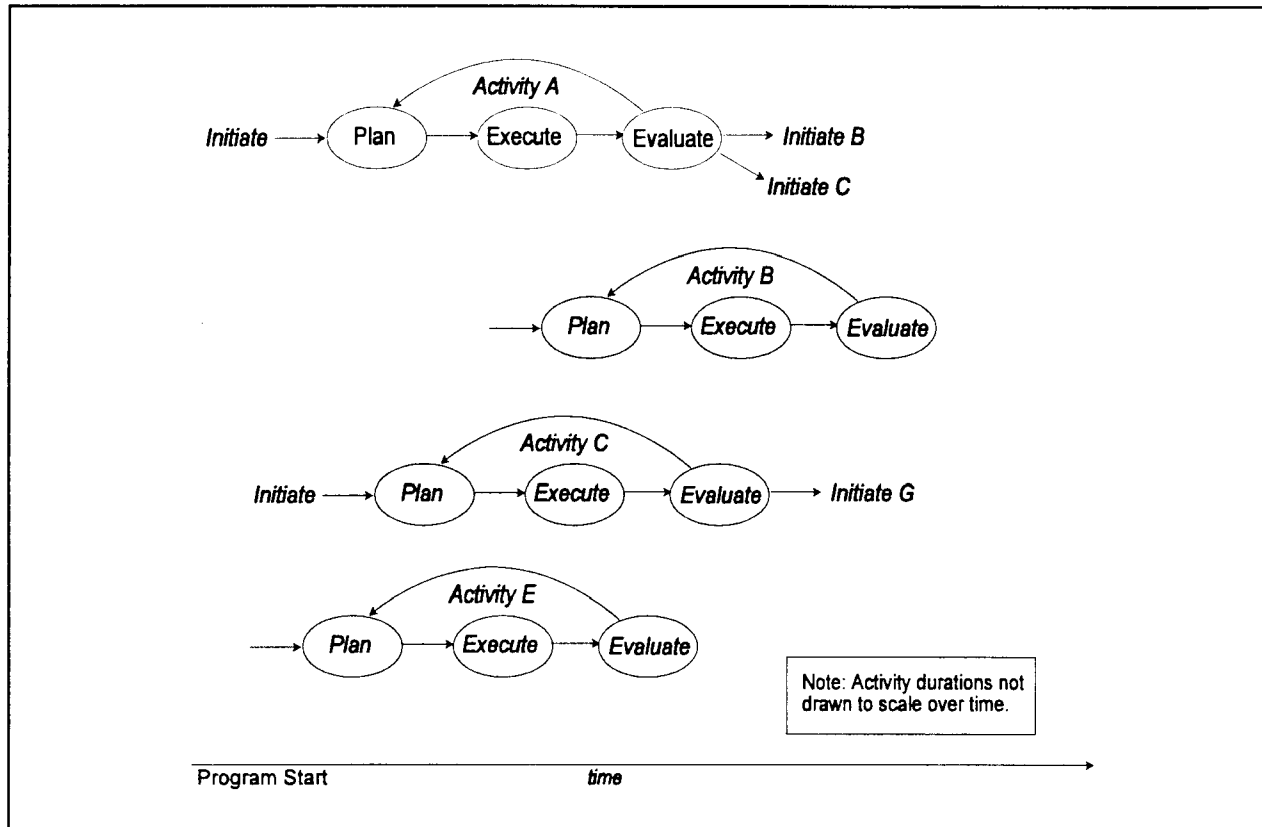 Activity A
Initiate
Plan
Execute
Evaluate
Initiate B
Initiate C
Activity B
Plan
Execute
Evaluate
Activity C
Initiate
Plan
Execute
Evaluate
Initiate G
Activity E
Plan
Execute
Evaluate
Note: Activity durations not
drawn to scale over time.
Program Start
time